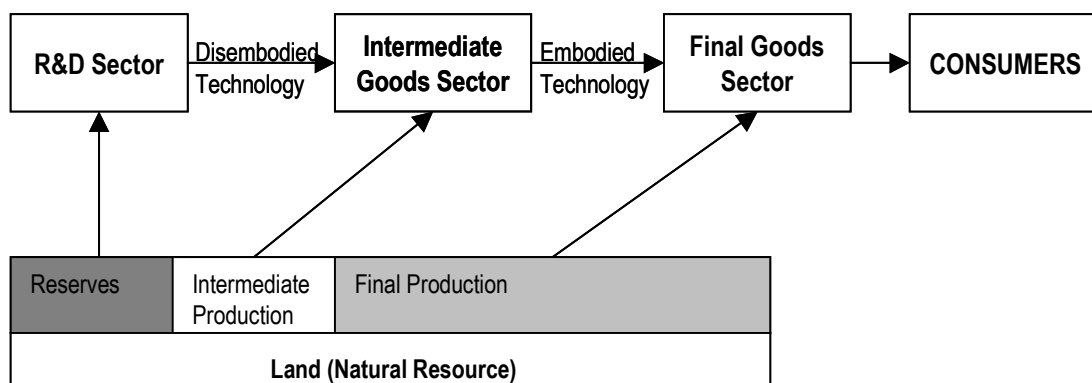 R&D Sector
Disembodied
Technology
Intermediate
Goods Sector
Embodied
Technology
Final Goods
Sector
CONSUMERS
Reserves
Intermediate
Production
Final Production
Land (Natural Resource)